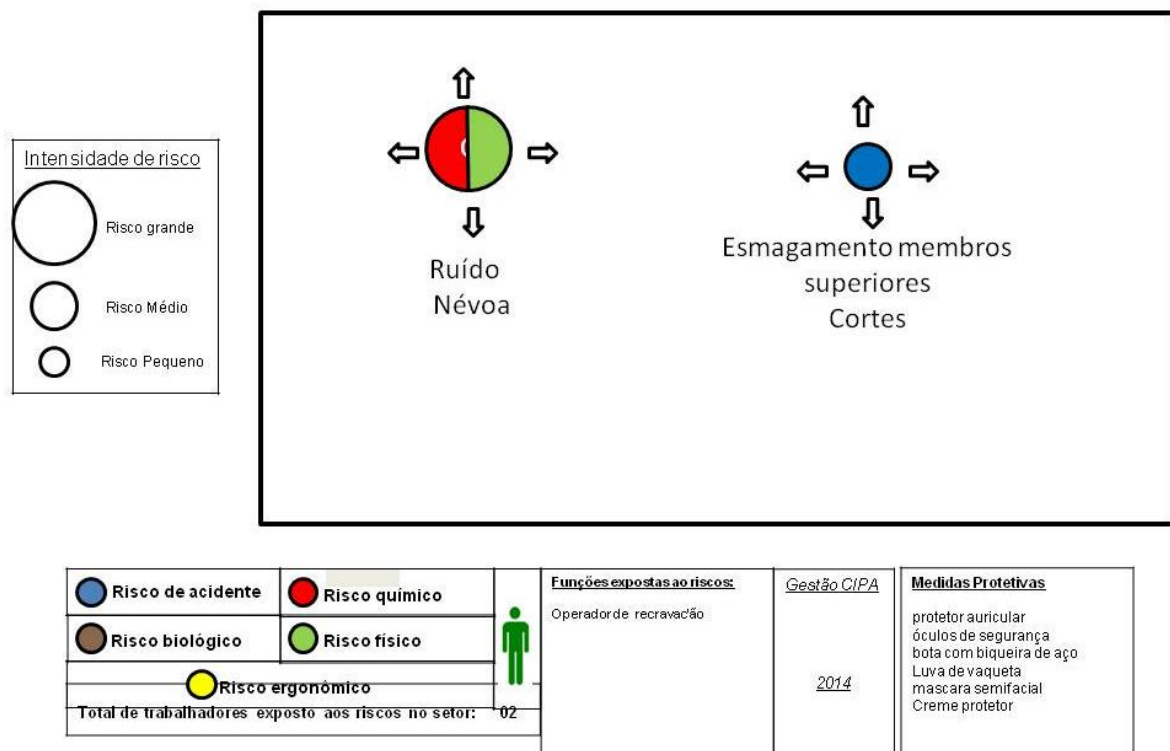 Intensidade de risco
Risco grande
Risco Médio
Risco Pequeno
Ruído
Névoa
Esmagamento membros
superiores
Cortes
Risco de acidente
Risco químico
Risco biológico
Risco físico
Risco ergonómico
Total de trabalhadores exposto aos riscos no setor: 02
Funções expostas ao riscos:
Operador de recravação
Gestão CIPA
2014
Medidas Protetivas
protetor auricular
óculos de segurança
bota com biqueira de aço
Luva de vaqueta
mascara semifacial
Creme protetor